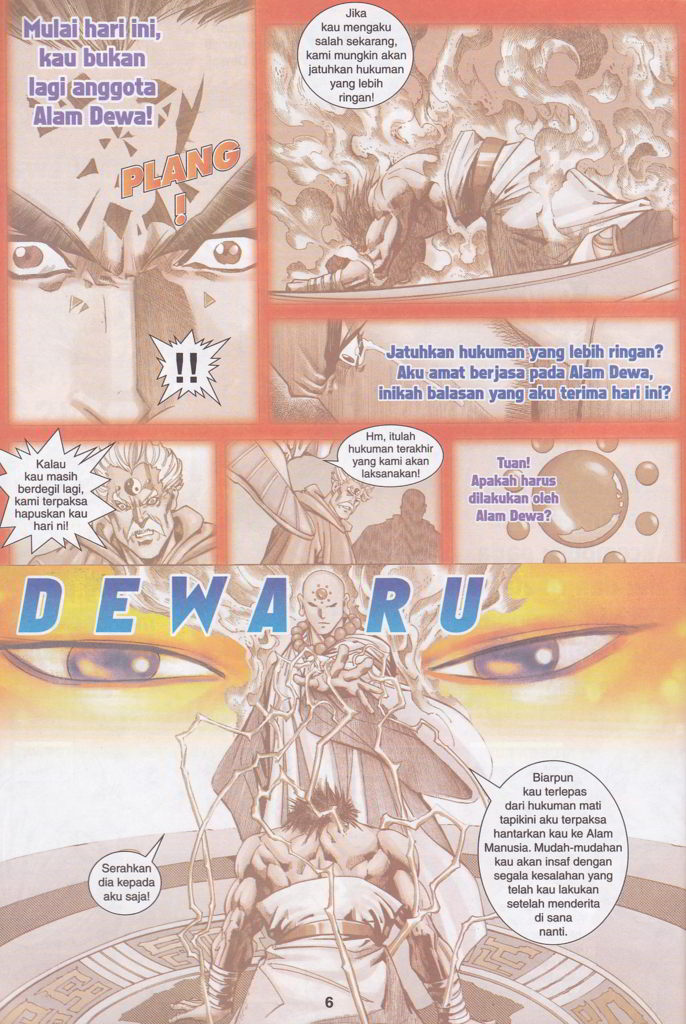 Mulai hari ini,
kau bukan
lagi anggota
Alam Dewa!
PLANG
!
!!
Jika
kau mengaku
salah sekarang,
kami mungkin akan
jatuhkan hukuman
yang lebih
ringan!
Jatuhkan hukuman yang lebih ringan?
Aku amat berjasa pada Alam Dewa,
inikah balasan yang aku terima hari ini?
Kalau
kau masih
berdegil lagi,
kami terpaksa
hapuskan kau
hari ni!
Hm, itulah
hukuman terakhir
yang kami akan
laksanakan!
Tuan!
Apakah harus
dilakukan oleh
Alam Dewa?
DEWA RU
Serahkan
dia kepada
aku saja!
Biarpun
kau terlepas
dari hukuman mati
tapikini aku terpaksa
hantarkan kau ke Alam
Manusia. Mudah-mudahan
kau akan insaf dengan
segala kesalahan yang
telah kau lakukan
setelah menderita
di sana
nanti.
6